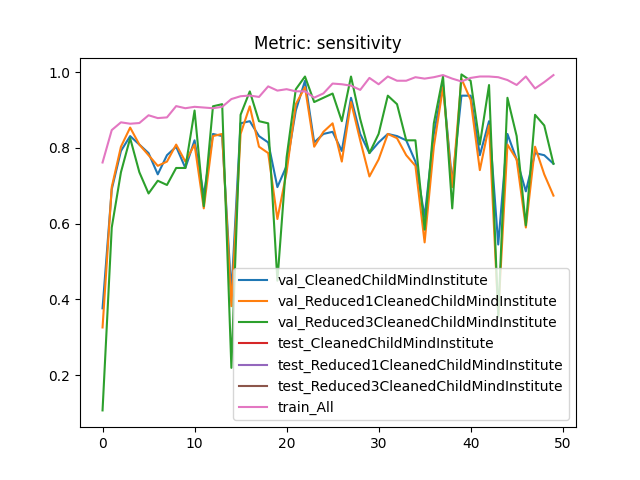 Metric: sensitivity
1.0
0.8
0.6
0.4
0.2
0
10
20
30
40
50
val_CleanedChildMindInstitute
val_Reduced1CleanedChildMindInstitute
val_Reduced3CleanedChildMindInstitute
test_CleanedChildMindInstitute
test_Reduced1CleanedChildMindInstitute
test_Reduced3CleanedChildMindInstitute
train_All